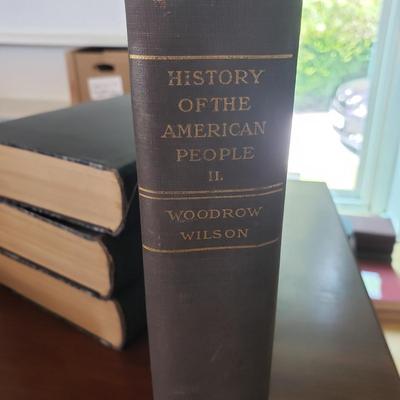 HISTORY
OF THE
AMERICAN
PEOPLE
II.
WOODROW
WILSON